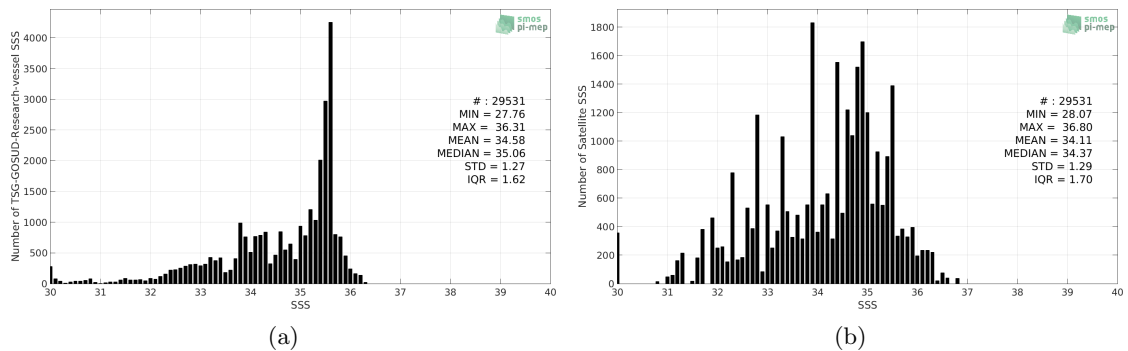 smos
pi-mep
Number of TSG-GOSUD-Research-vessel SSS
4000
3500
3000
2500
2000
1500
1000
500
0
# : 29531
MIN = 27.76
MAX = 36.31
MEAN = 34.58
MEDIAN = 35.06
STD = 1.27
IQR = 1.62
30 31 32 33 34 35 36 37 38 39 40
SSS
(a)
smos
pi-mep
Number of Satellite SSS
1800
1600
1400
1200
1000
800
600
400
200
0
# : 29531
MIN = 28.07
MAX = 36.80
MEAN = 34.11
MEDIAN = 34.37
STD = 1.29
IQR = 1.70
30 31 32 33 34 35 36 37 38 39 40
SSS
(b)